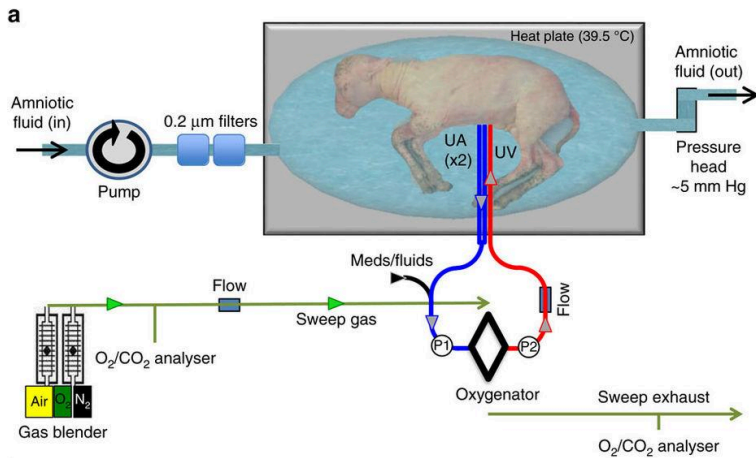 a
Heat plate (39.5 °C)
Amniotic
fluid (in)
0.2 μm filters
Pump
UA
(x2)
UV
Amniotic
fluid (out)
Pressure
head
~5 mm Hg
Meds/fluids
Flow
Flow
Sweep gas
O₂/CO₂ analyser
P1
P2
Oxygenator
Air
O₂
N₂
Gas blender
Sweep exhaust
O₂/CO₂ analyser